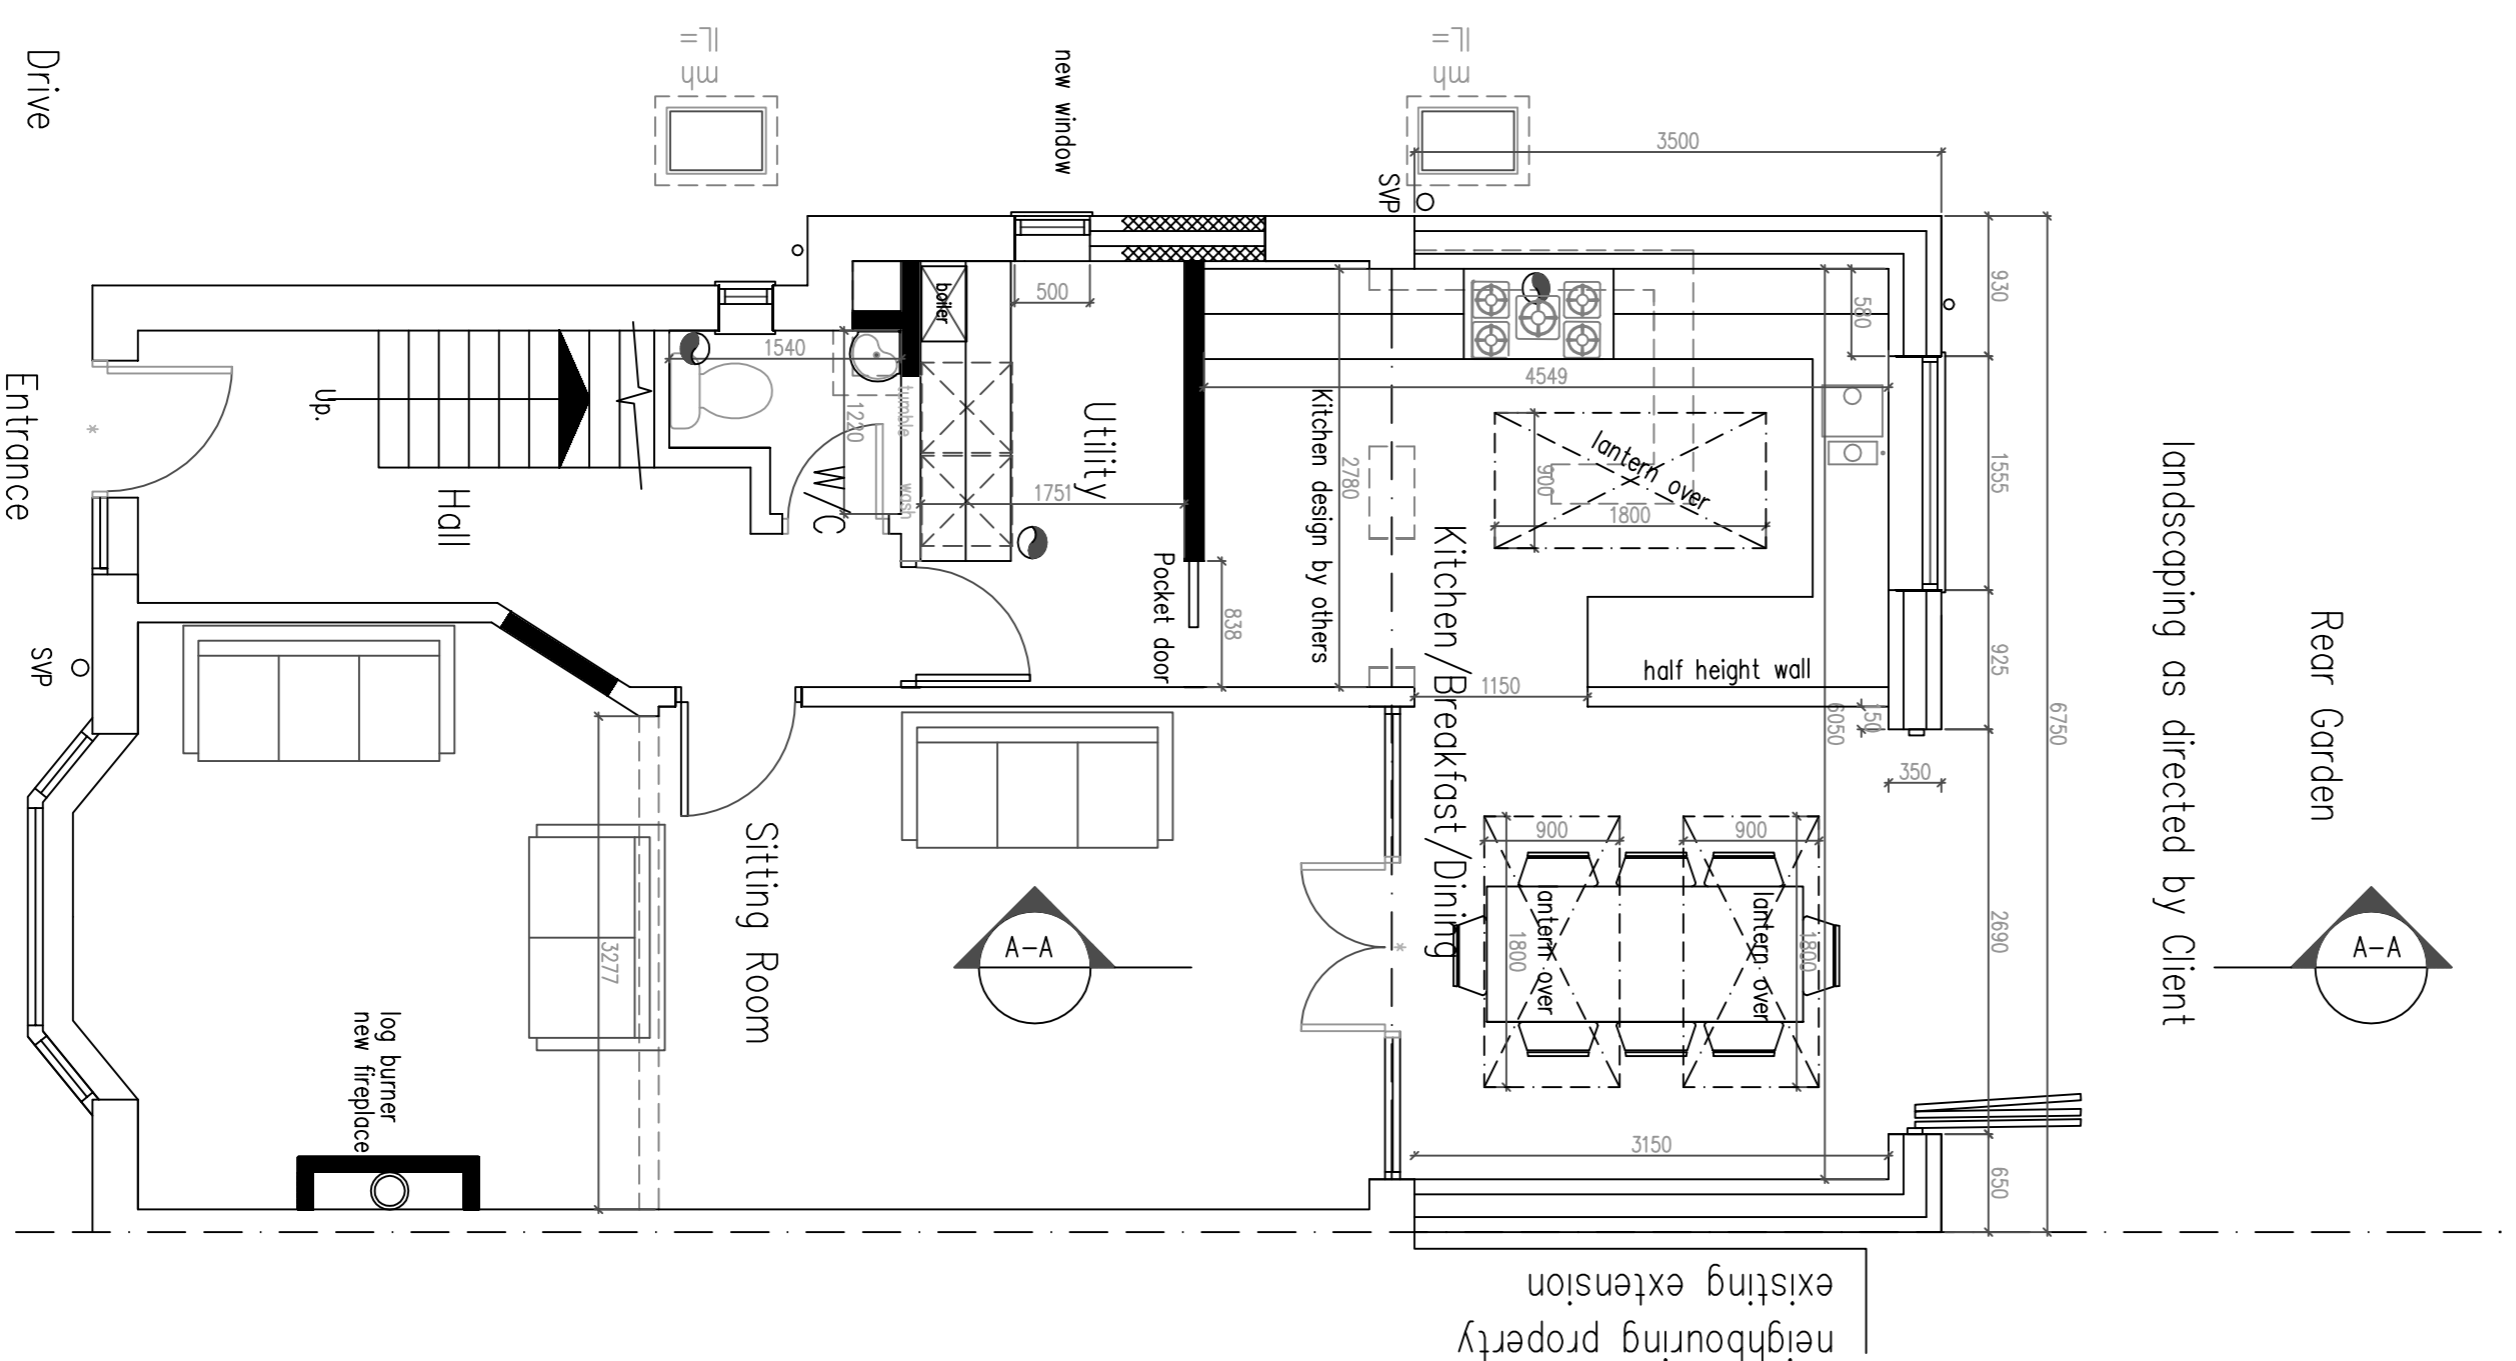 Drive
Entrance
SVP
Up.
Hall
*
IL=
mh
IL=
mh
new window
SVP
boiler
500
1540
1220
tumble
wash
W/C
Utility
1751
Pocket door
838
Kitchen design by others
2780
Kitchen/Breakfast/Dining
4549
lantern over
900
1800
half height wall
1150
580
6050
150
350
3500
930
1555
925
2690
650
6750
landscaping as directed by Client
Rear Garden
A-A
A-A
Sitting Room
3277
log burner
new fireplace
*
900
900
lantern over
1800
lantern over
1800
3150
neighbouring property
existing extension